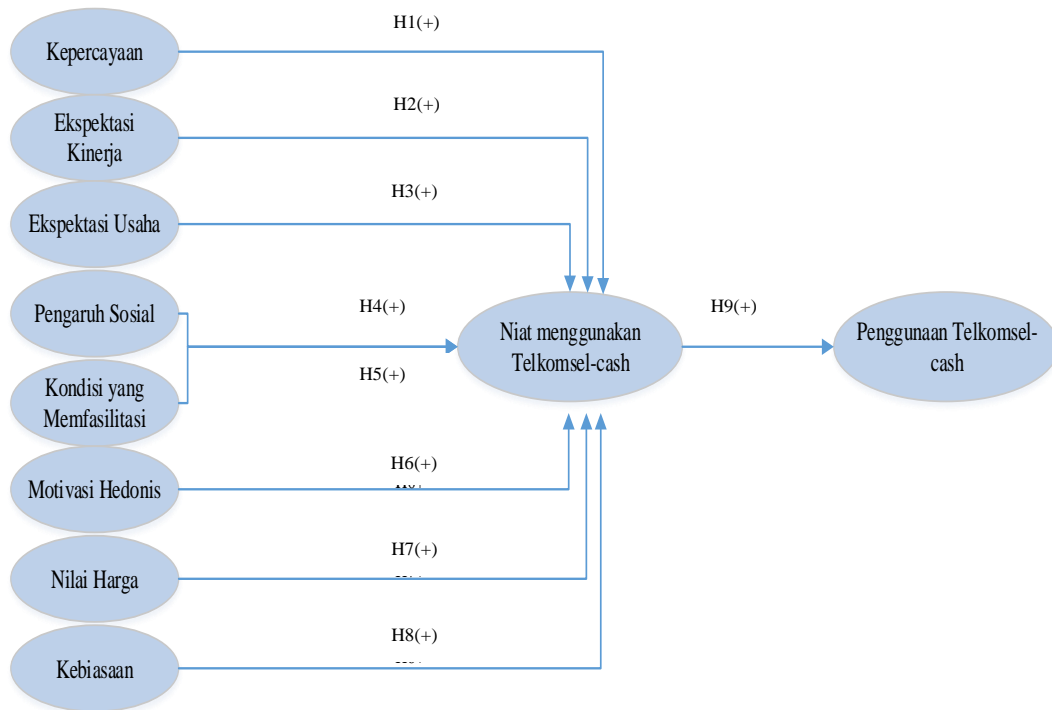 H1(+)
Kepercayaan
H2(+)
Ekspektasi
Kinerja
H3(+)
Ekspektasi Usaha
Pengaruh Sosial
H4(+)
H5(+)
Kondisi yang
Memfasilitasi
Niat menggunakan
Telkomsel-cash
H9(+)
Penggunaan Telkomsel-
cash
H6(+)
Motivasi Hedonis
H7(+)
Nilai Harga
H8(+)
Kebiasaan